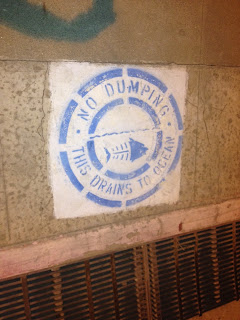 NO DUMPING
THIS DRAINS TO OCEAN